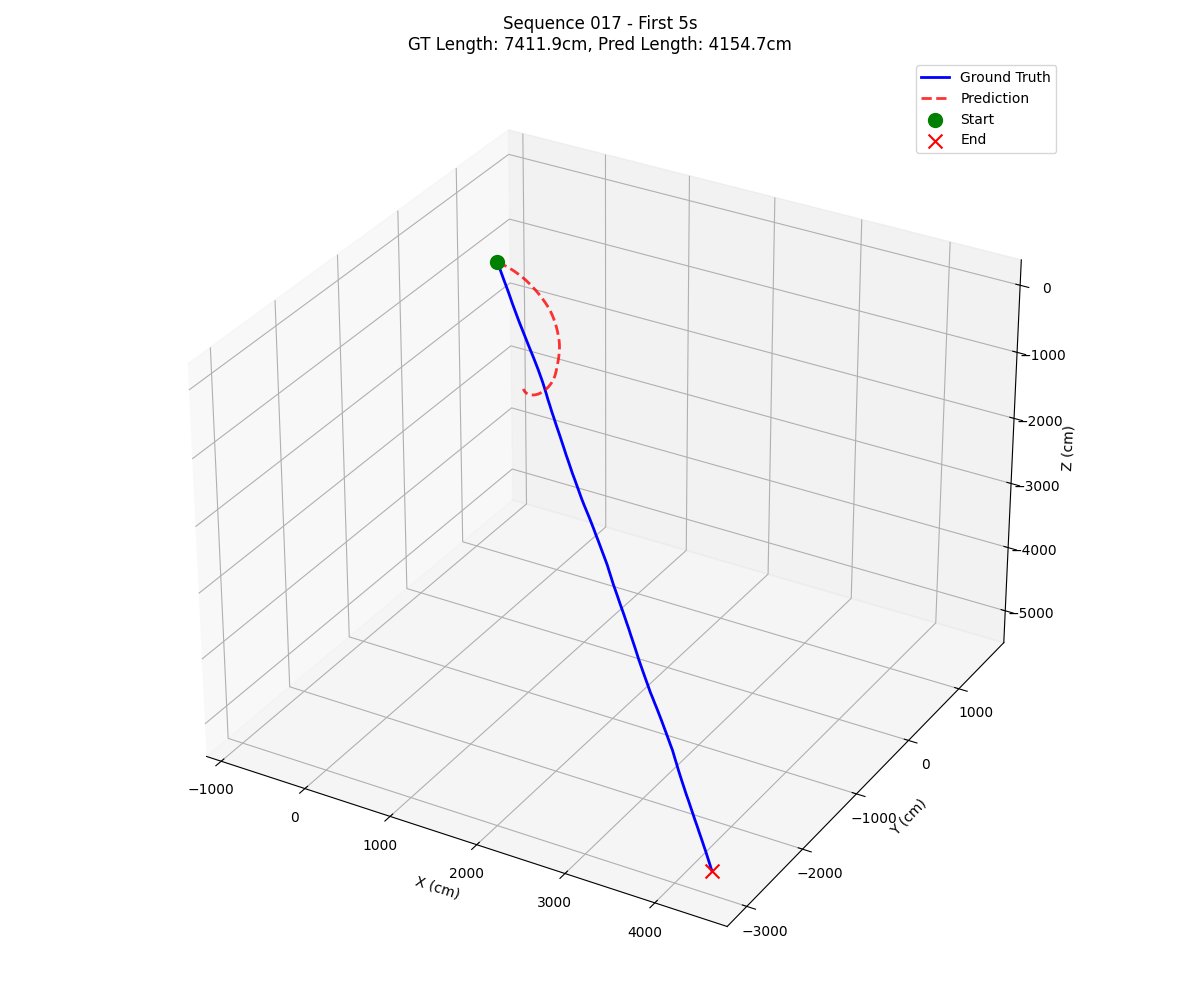 Sequence 017 - First 5s
GT Length: 7411.9cm, Pred Length: 4154.7cm
Ground Truth
Prediction
Start
End
0
−1000
−2000
−3000
−4000
−5000
Z (cm)
1000
0
−1000
−2000
−3000
Y (cm)
−1000
0
1000
2000
3000
4000
X (cm)